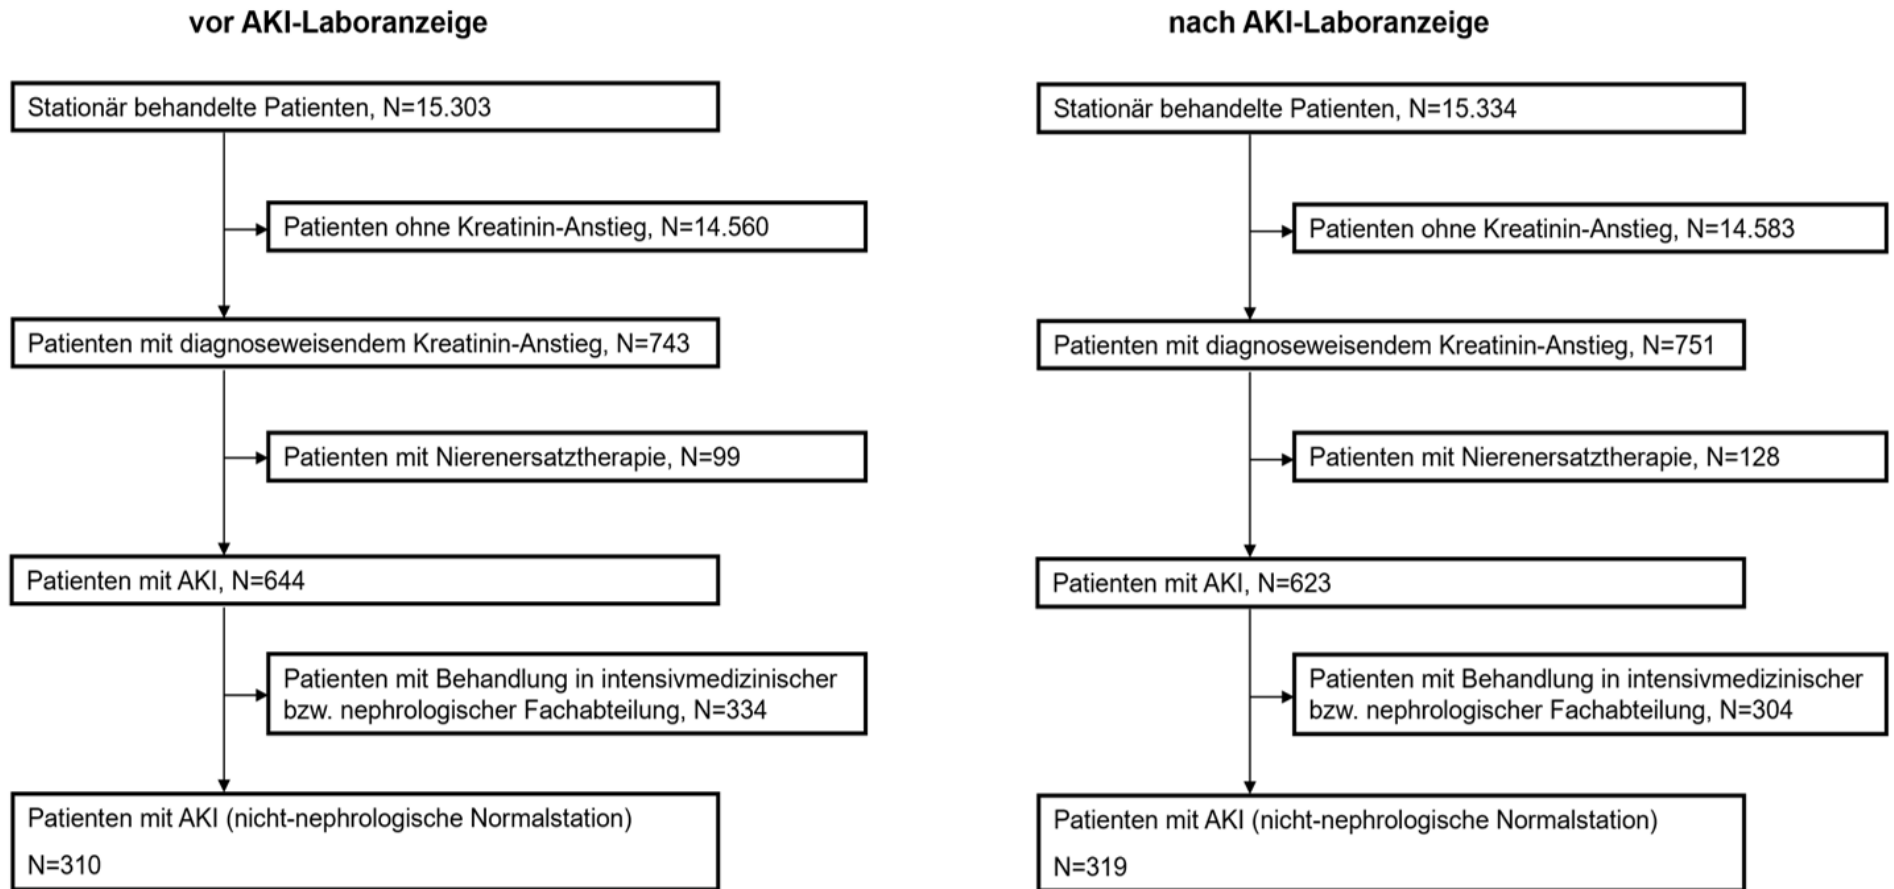 vor AKI-Laboranzeige
Stationär behandelte Patienten, N=15.303
Patienten ohne Kreatinin-Anstieg, N=14.560
Patienten mit diagnoseweisendem Kreatinin-Anstieg, N=743
Patienten mit Nierenersatztherapie, N=99
Patienten mit AKI, N=644
Patienten mit Behandlung in intensivmedizinischer
bzw. nephrologischer Fachabteilung, N=334
Patienten mit AKI (nicht-nephrologische Normalstation)
N=310
nach AKI-Laboranzeige
Stationär behandelte Patienten, N=15.334
Patienten ohne Kreatinin-Anstieg, N=14.583
Patienten mit diagnoseweisendem Kreatinin-Anstieg, N=751
Patienten mit Nierenersatztherapie, N=128
Patienten mit AKI, N=623
Patienten mit Behandlung in intensivmedizinischer
bzw. nephrologischer Fachabteilung, N=304
Patienten mit AKI (nicht-nephrologische Normalstation)
N=319